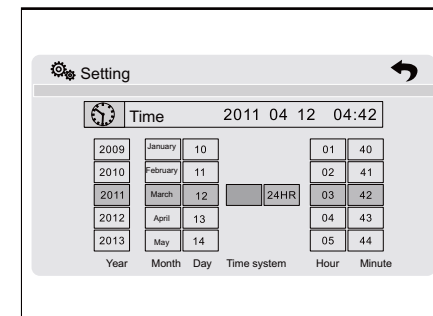 Setting
Time 2011 04 12 04:42
2009 January 10 01 40
2010 February 11 02 41
2011 March 12 24HR 03 42
2012 April 13 04 43
2013 May 14 05 44
Year Month Day Time system Hour Minute